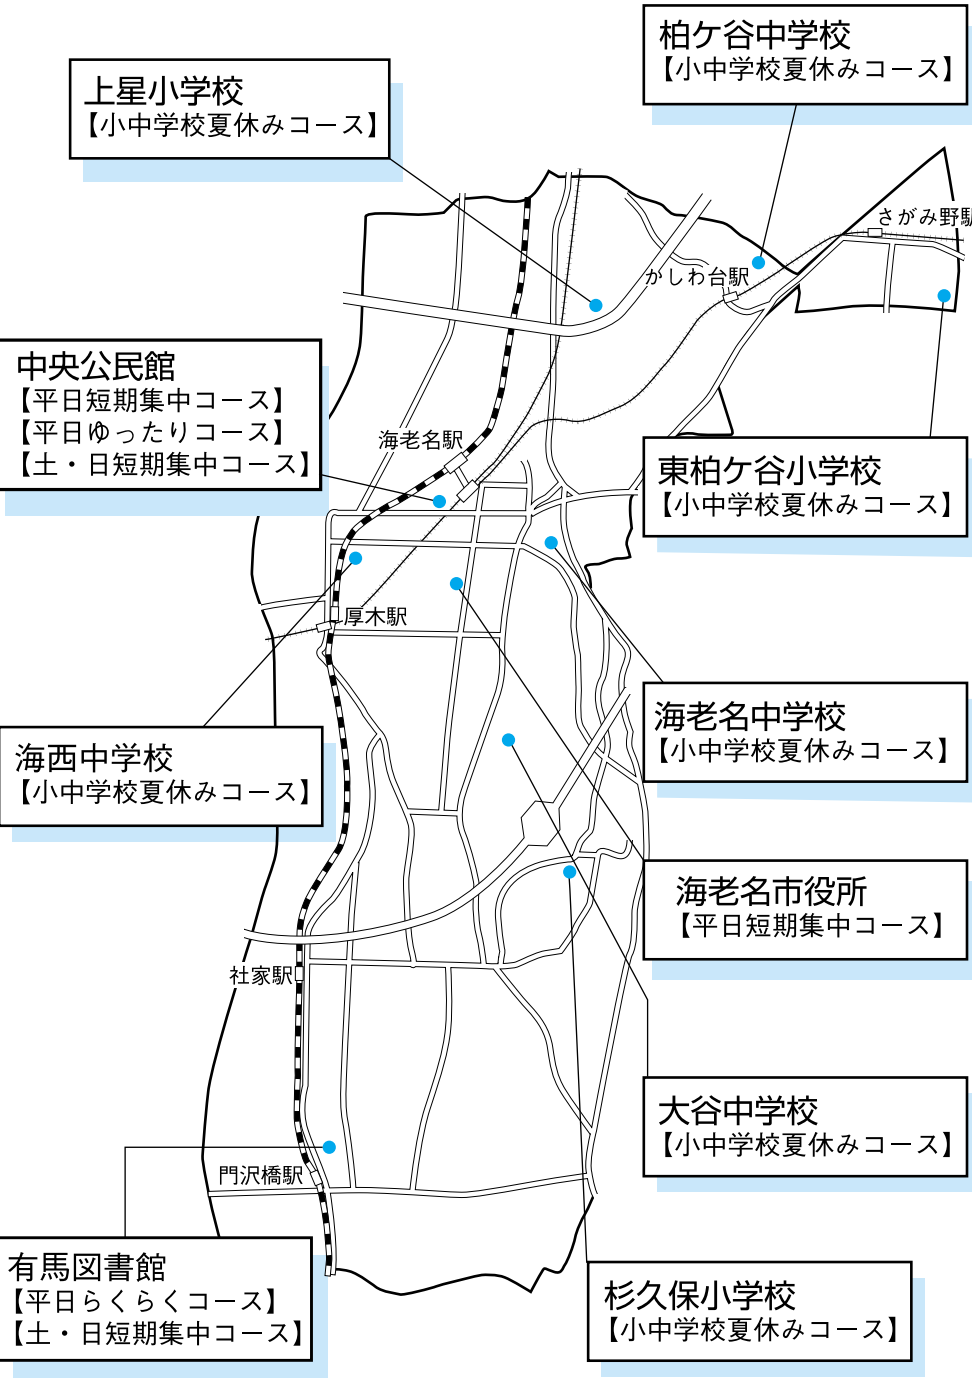 柏ケ谷中学校
【小中学校夏休みコース】
上星小学校
【小中学校夏休みコース】
さがみ野駅
かしわ台駅
中央公民館
【平日短期集中コース】
【平日ゆったりコース】
【土・日短期集中コース】
海老名駅
東柏ケ谷小学校
【小中学校夏休みコース】
厚木駅
海老名中学校
【小中学校夏休みコース】
海西中学校
【小中学校夏休みコース】
海老名市役所
【平日短期集中コース】
社家駅
大谷中学校
【小中学校夏休みコース】
門沢橋駅
有馬図書館
【平日らくらくコース】
【土・日短期集中コース】
杉久保小学校
【小中学校夏休みコース】